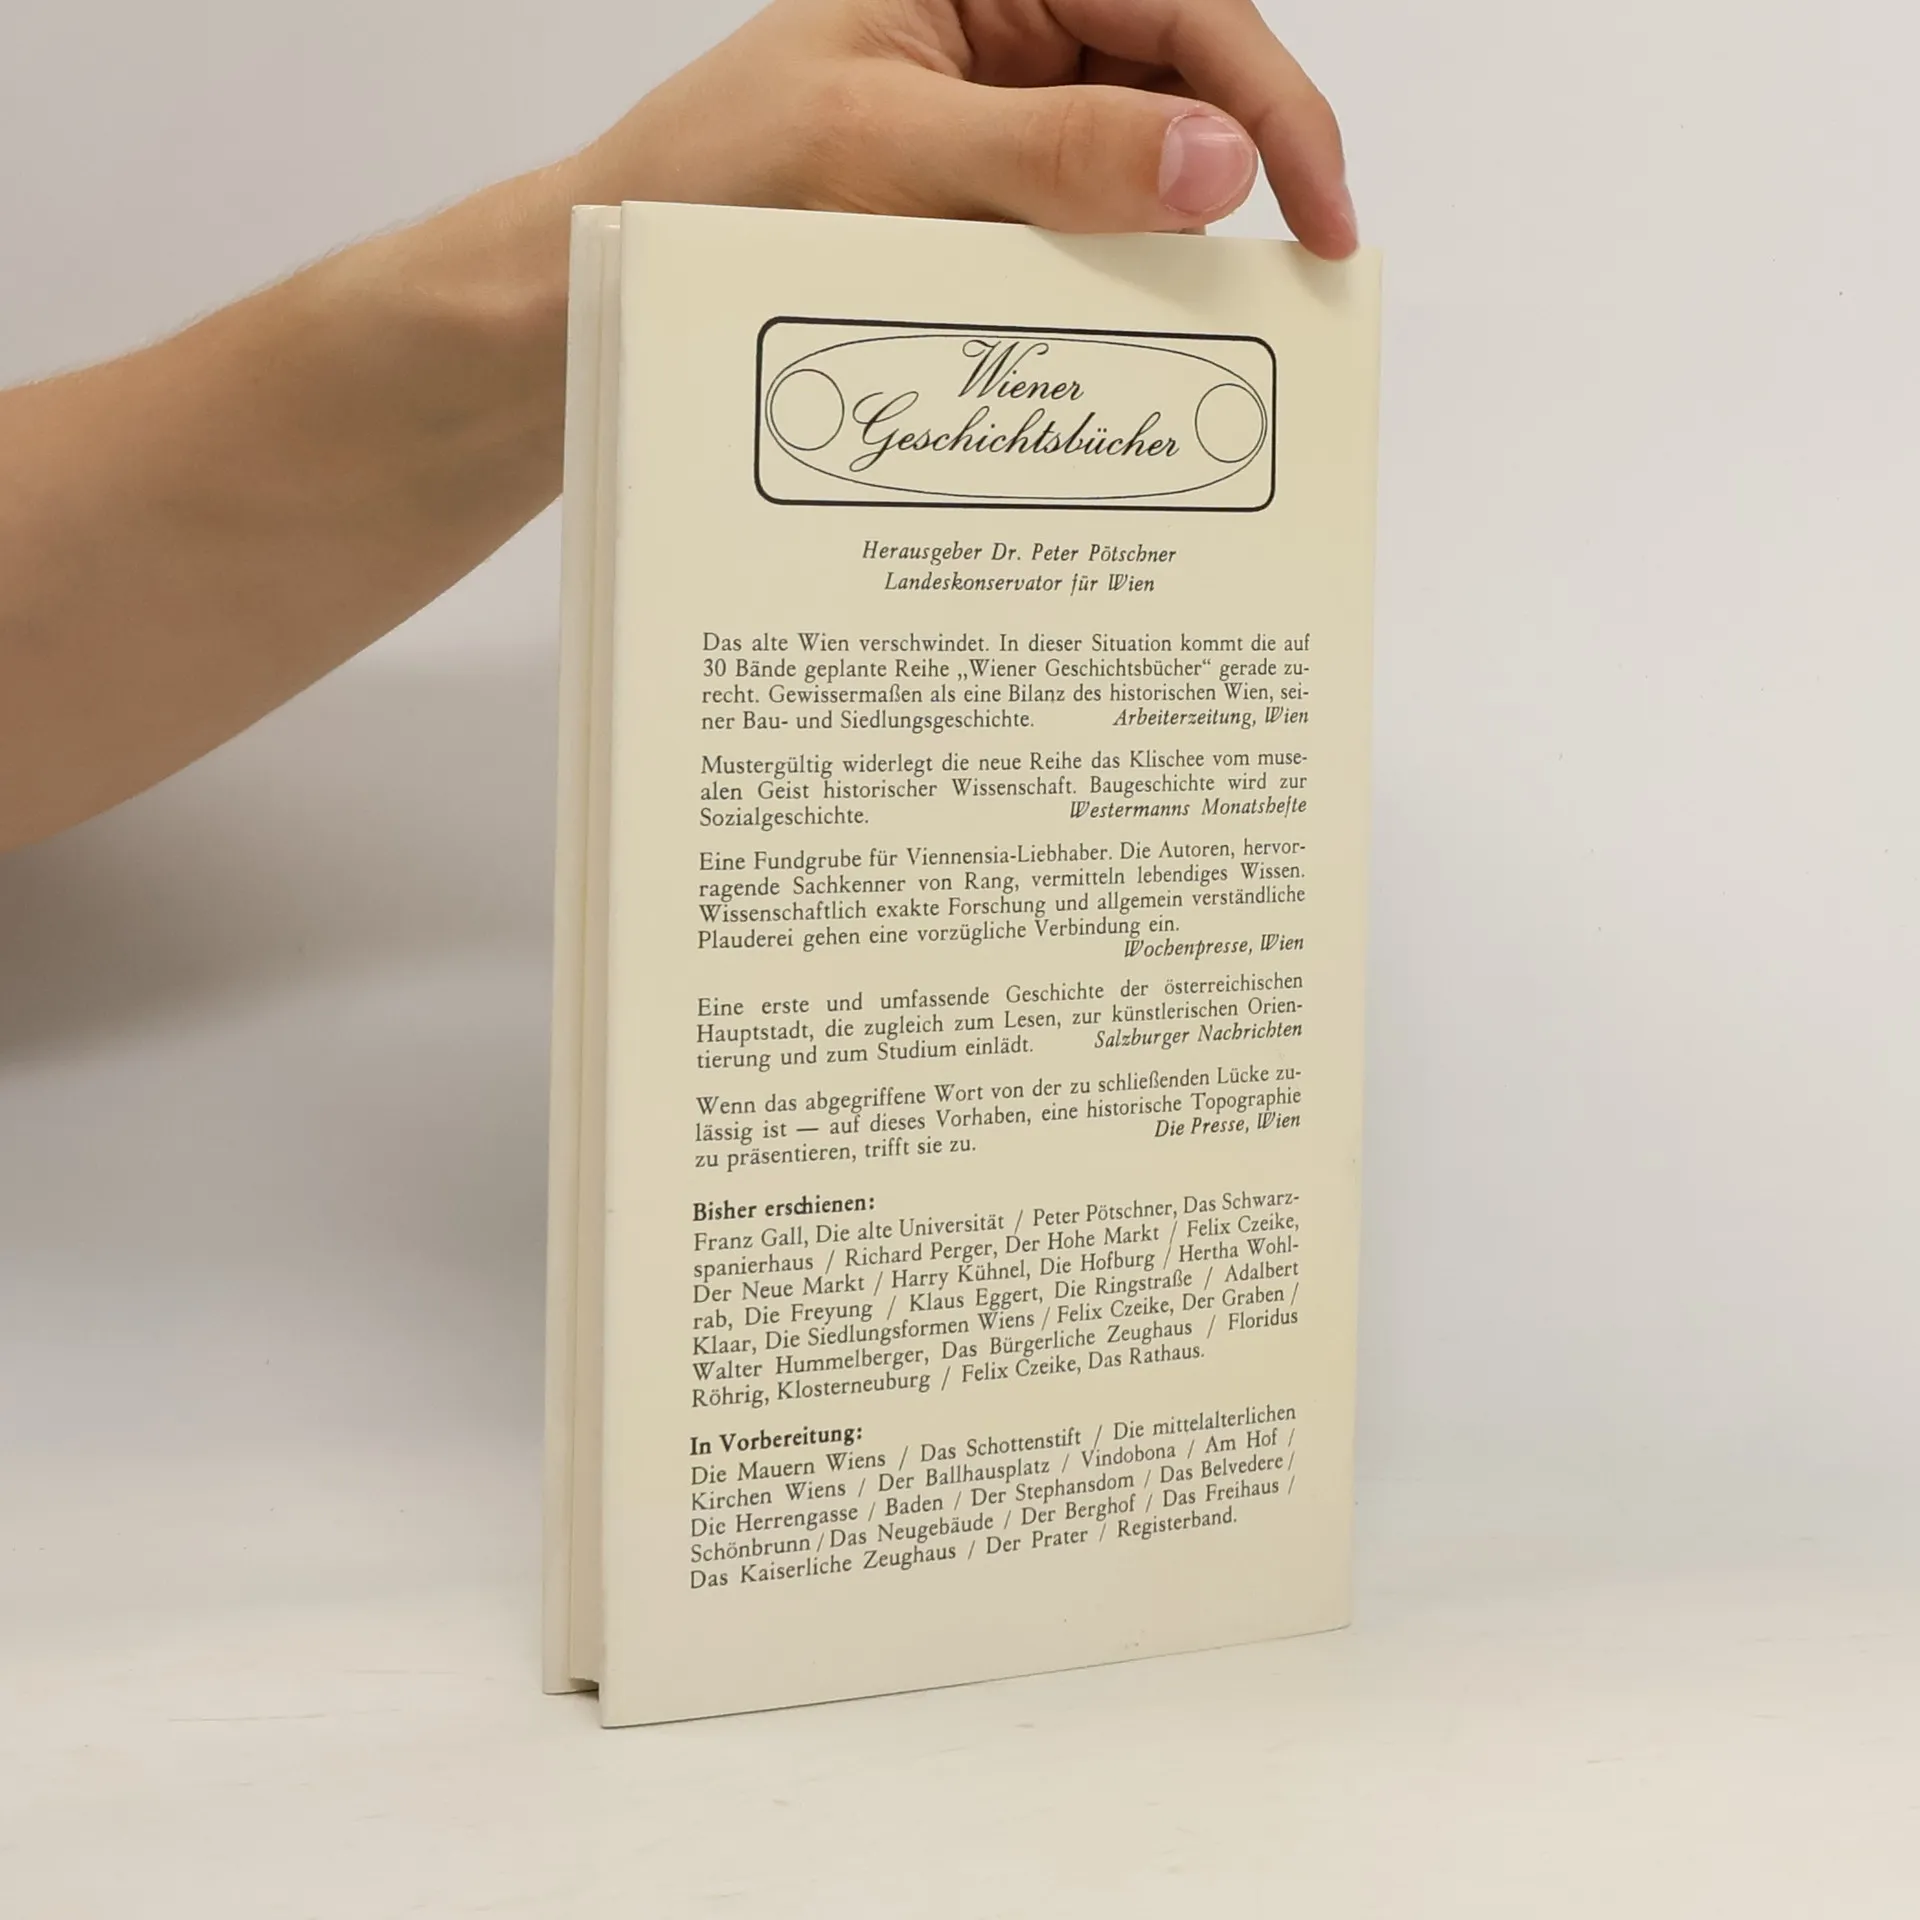 Wiener
Geschichtsbücher
Herausgeber Dr. Peter Pötschner
Landeskonservator für Wien
Das alte Wien verschwindet. In dieser Situation kommt die auf
30 Bände geplante Reihe „Wiener Geschichtsbücher“ gerade zu-
recht. Gewissermaßen als eine Bilanz des historischen Wien, sei-
ner Bau- und Siedlungsgeschichte. Arbeiterzeitung, Wien
Mustergültig widerlegt die neue Reihe das Klischee vom muse-
alen Geist historischer Wissenschaft. Baugeschichte wird zur
Sozialgeschichte. Westermanns Monatshefte
Eine Fundgrube für Viennensia-Liebhaber. Die Autoren, hervor-
ragende Sachkenner von Rang, vermitteln lebendiges Wissen.
Wissenschaftlich exakte Forschung und allgemein verständliche
Plauderei gehen eine vorzügliche Verbindung ein.
Wochenpresse, Wien
Eine erste und umfassende Geschichte der österreichischen
Hauptstadt, die zugleich zum Lesen, zur künstlerischen Orien-
tierung und zum Studium einlädt. Salzburger Nachrichten
Wenn das abgegriffene Wort von der zu schließenden Lücke zu-
lässig ist — auf dieses Vorhaben, eine historische Topographie
zu präsentieren, trifft sie zu. Die Presse, Wien
Bisher erschienen:
Franz Gall, Die alte Universität / Peter Pötschner, Das Schwarz-
spanierhaus / Richard Perger, Der Hohe Markt / Felix Czeike,
Der Neue Markt / Harry Kühnel, Die Hofburg / Hertha Wohl-
rab, Die Freyung / Klaus Eggert, Die Ringstraße / Adalbert
Klaar, Die Siedlungsformen Wiens / Felix Czeike, Der Graben /
Walter Hummelberger, Das Bürgerliche Zeughaus / Floridus
Röhrig, Klosterneuburg / Felix Czeike, Das Rathaus.
In Vorbereitung:
Die Mauern Wiens / Das Schottenstift / Die mittelalterlichen
Kirchen Wiens / Der Ballhausplatz / Vindobona / Am Hof /
Die Herrengasse / Baden / Der Stephansdom / Das Belvedere /
Schönbrunn / Das Neugebäude / Der Berghof / Das Freihaus /
Das Kaiserliche Zeughaus / Der Prater / Registerband.